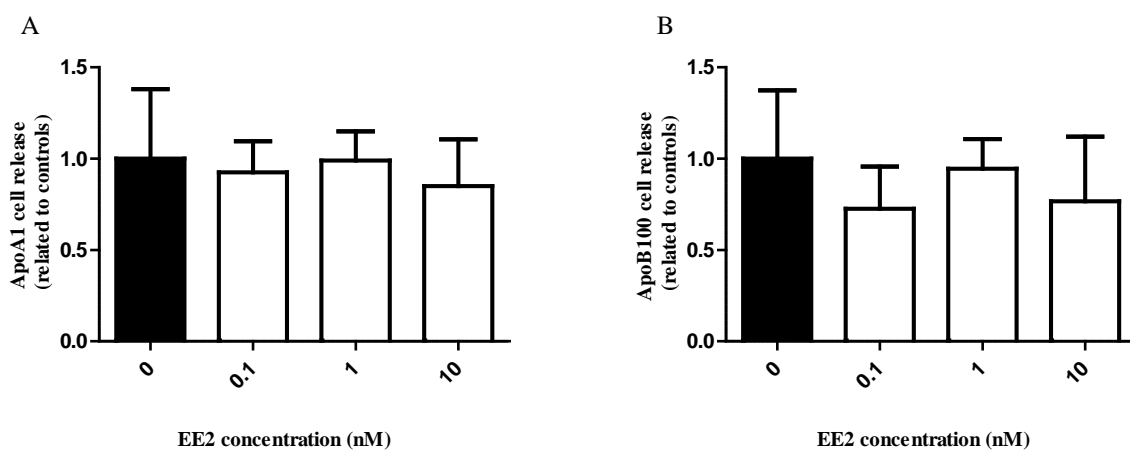 A
ApoA1 cell release
(related to controls)
1.5
1.0
0.5
0.0
0
0.1
1
10
EE2 concentration (nM)
B
ApoB100 cell release
(related to controls)
1.5
1.0
0.5
0.0
0
0.1
1
10
EE2 concentration (nM)